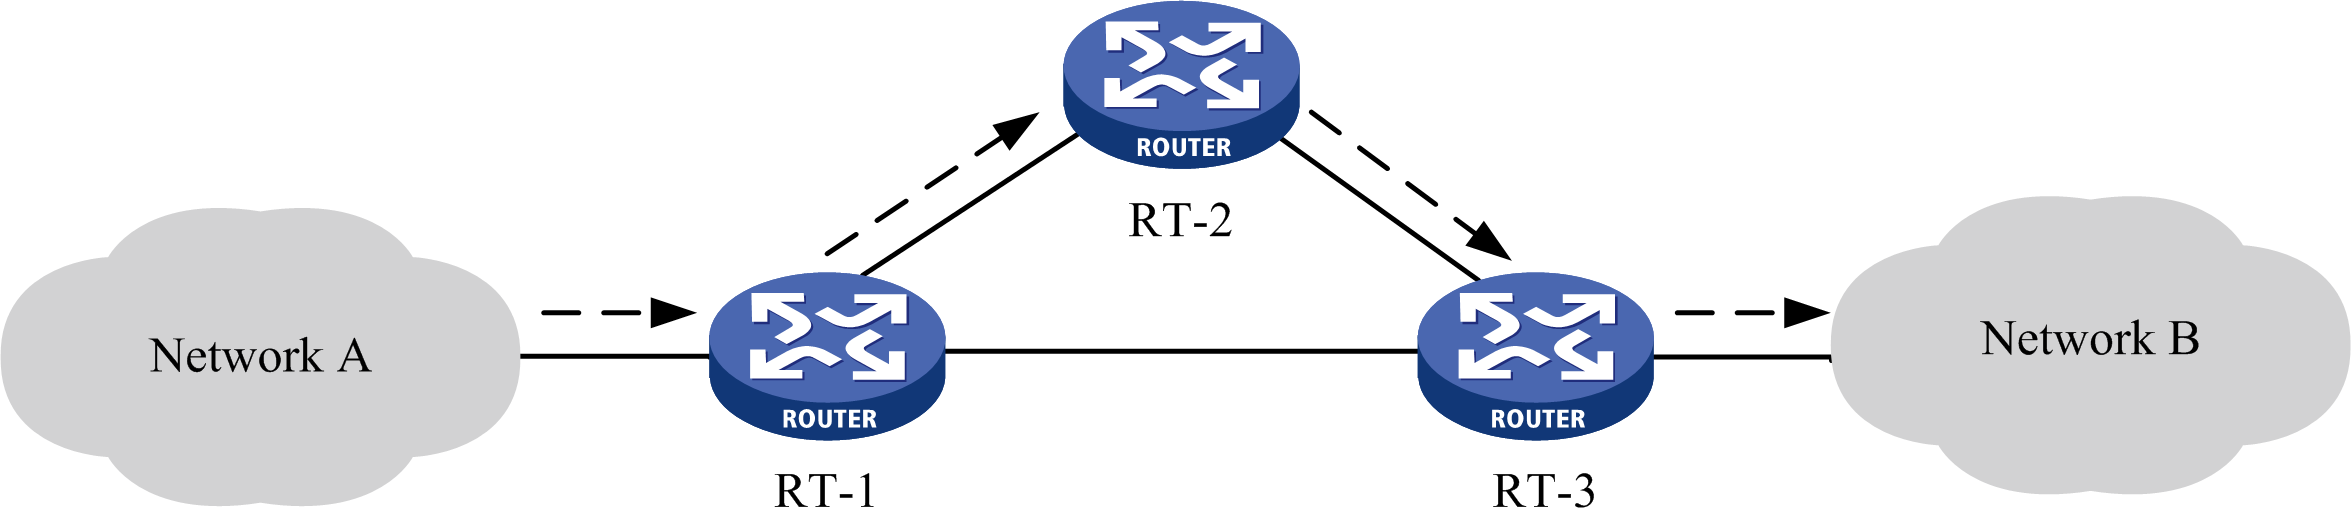 ROUTER
RT-2
Network A
Network B
ROUTER
ROUTER
RT-1
RT-3